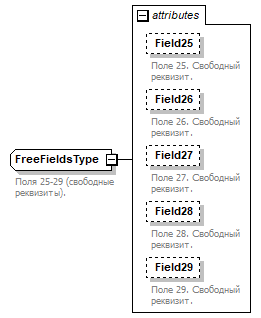 attributes
Field25
Поле 25. Свободный
реквизит.
Field26
Поле 26. Свободный
реквизит.
Field27
Поле 27. Свободный
реквизит.
FreeFieldsType
Поля 25-29 (свободные
реквизиты).
Field28
Поле 28. Свободный
реквизит.
Field29
Поле 29. Свободный
реквизит.